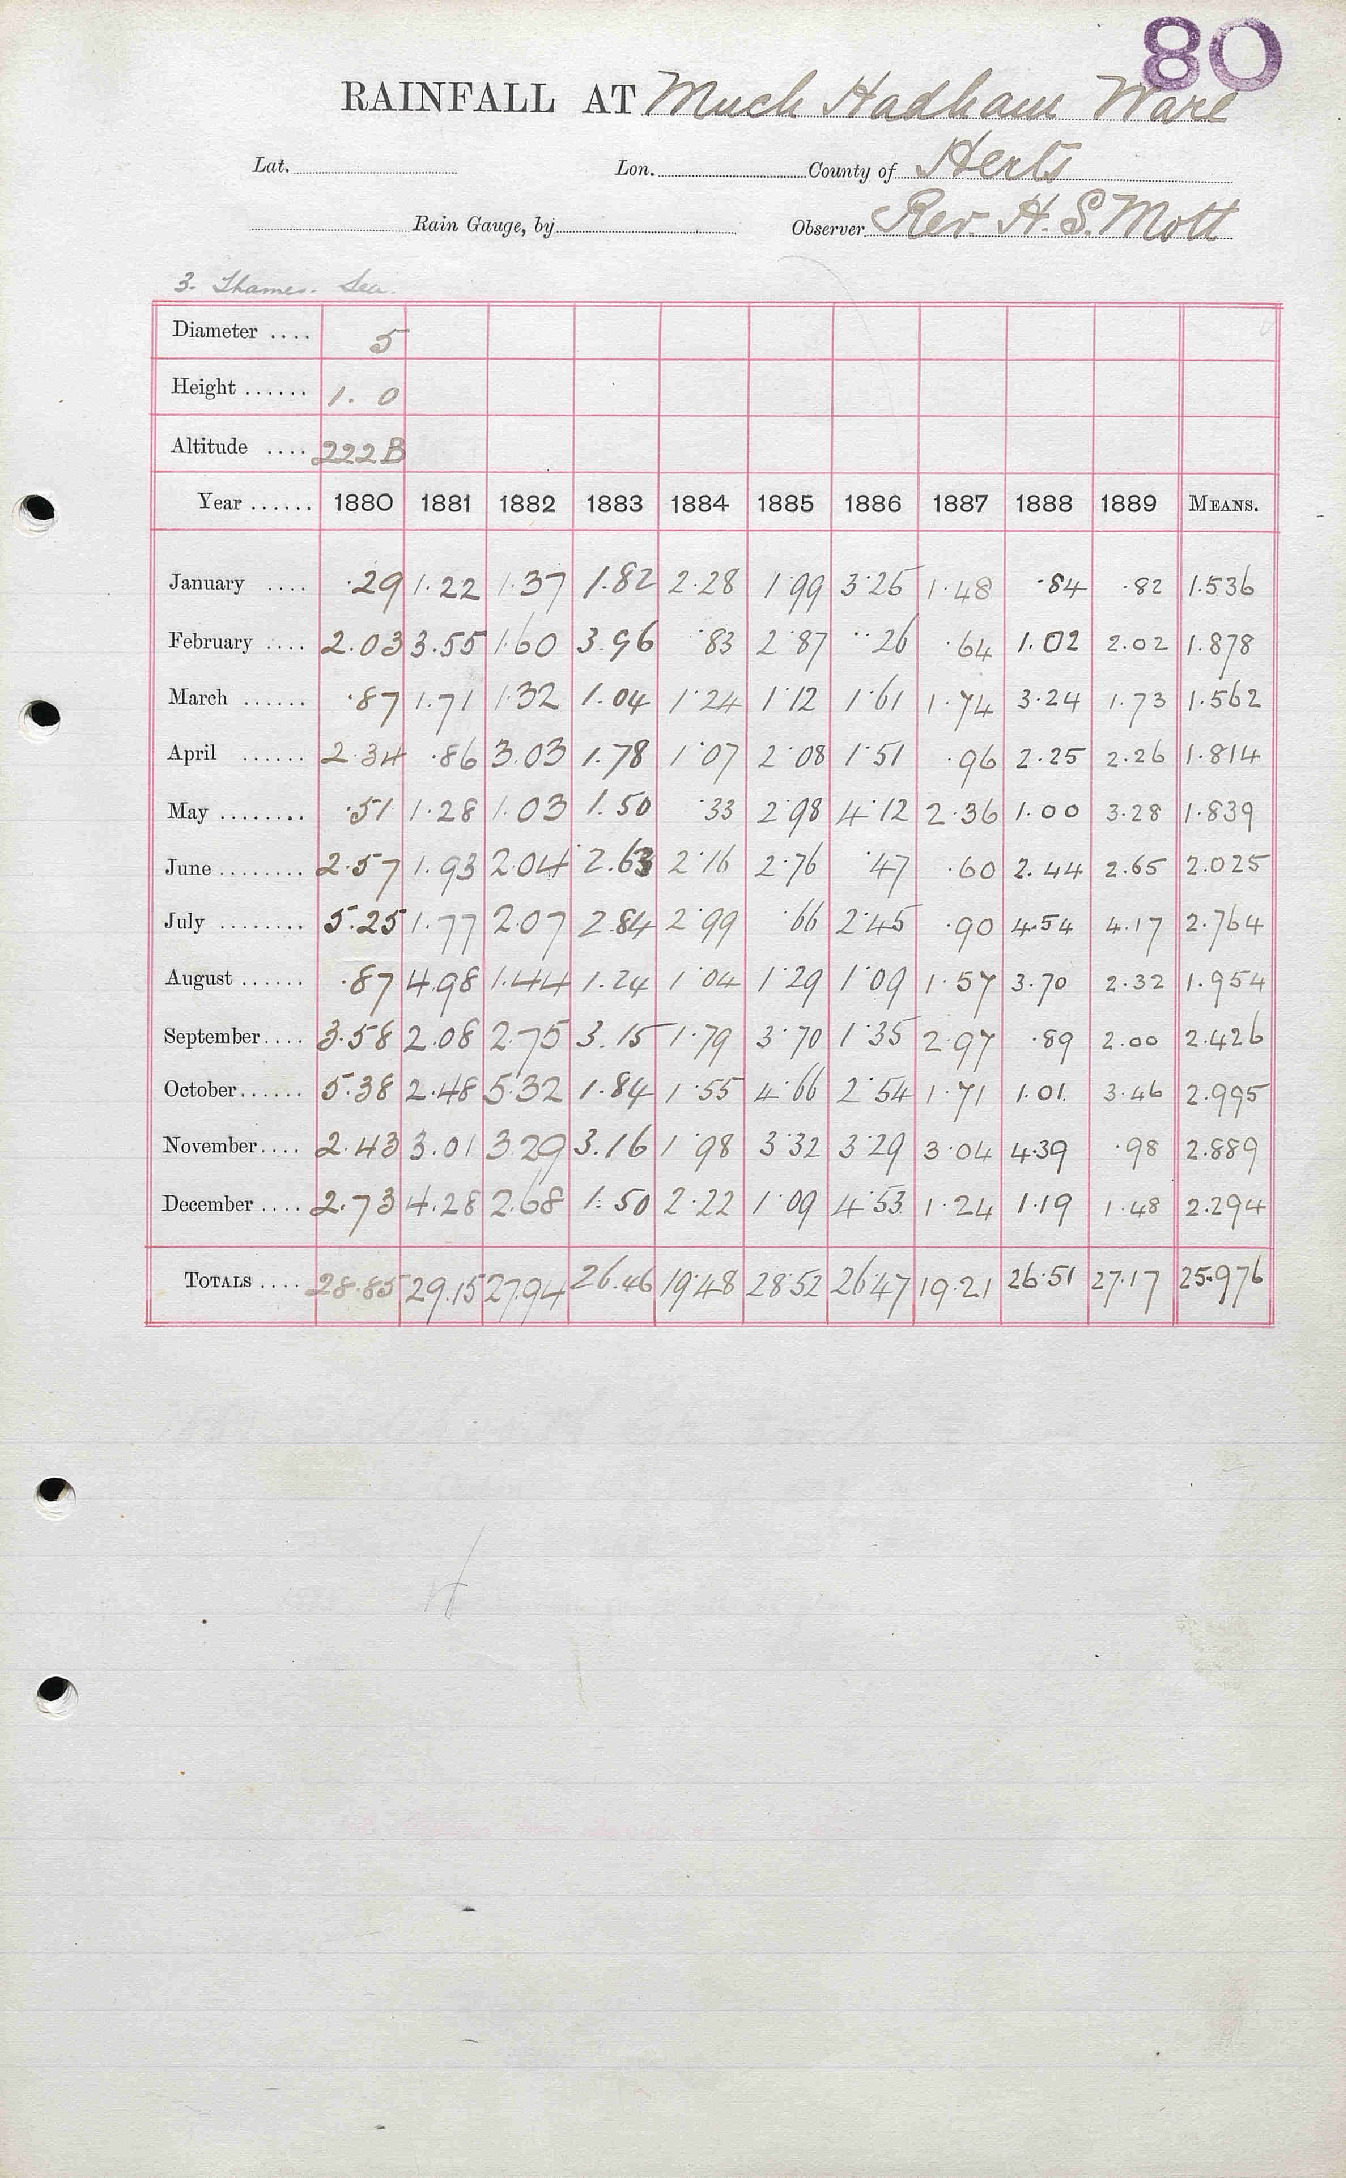 80
RAINFALL AT Much Hadham Ware
Lat. Lon. County of Herts
Rain Gauge, by Observer Rev. H. S. Mott
3. Thames. Lea.
Diameter .... 5
Height ...... 1. 0
Altitude .... 222B
Year ...... 1880 1881 1882 1883 1884 1885 1886 1887 1888 1889 MEANS.
January .... .29 1.22 1.37 1.82 2.28 1.99 3.25 1.48 .84 .82 1.536
February .... 2.03 3.55 1.60 3.96 .83 2.87 .26 .64 1.02 2.02 1.878
March ...... .87 1.71 1.32 1.04 1.24 1.12 1.61 1.74 3.24 1.73 1.562
April ...... 2.34 .86 3.03 1.78 1.07 2.08 1.51 .96 2.25 2.26 1.814
May ........ .51 1.28 1.03 1.50 .33 2.98 4.12 2.36 1.00 3.28 1.839
June ........ 2.57 1.93 2.04 2.63 2.16 2.76 .47 .60 2.44 2.65 2.025
July ........ 5.25 1.77 2.07 2.84 2.99 .66 2.45 .90 4.54 4.17 2.764
August ...... .87 4.98 1.44 1.24 1.04 1.29 1.09 1.57 3.70 2.32 1.954
September .... 3.58 2.08 2.75 3.15 1.79 3.70 1.35 2.97 .89 2.00 2.426
October ...... 5.38 2.48 5.32 1.84 1.55 4.66 2.54 1.71 1.01 3.46 2.995
November .... 2.43 3.01 3.29 3.16 1.98 3.32 3.29 3.04 4.39 .98 2.889
December .... 2.73 4.28 2.68 1.50 2.22 1.09 4.53 1.24 1.19 1.48 2.294
TOTALS .... 28.85 29.15 27.94 26.46 19.48 28.52 26.47 19.21 26.51 27.17 25.976